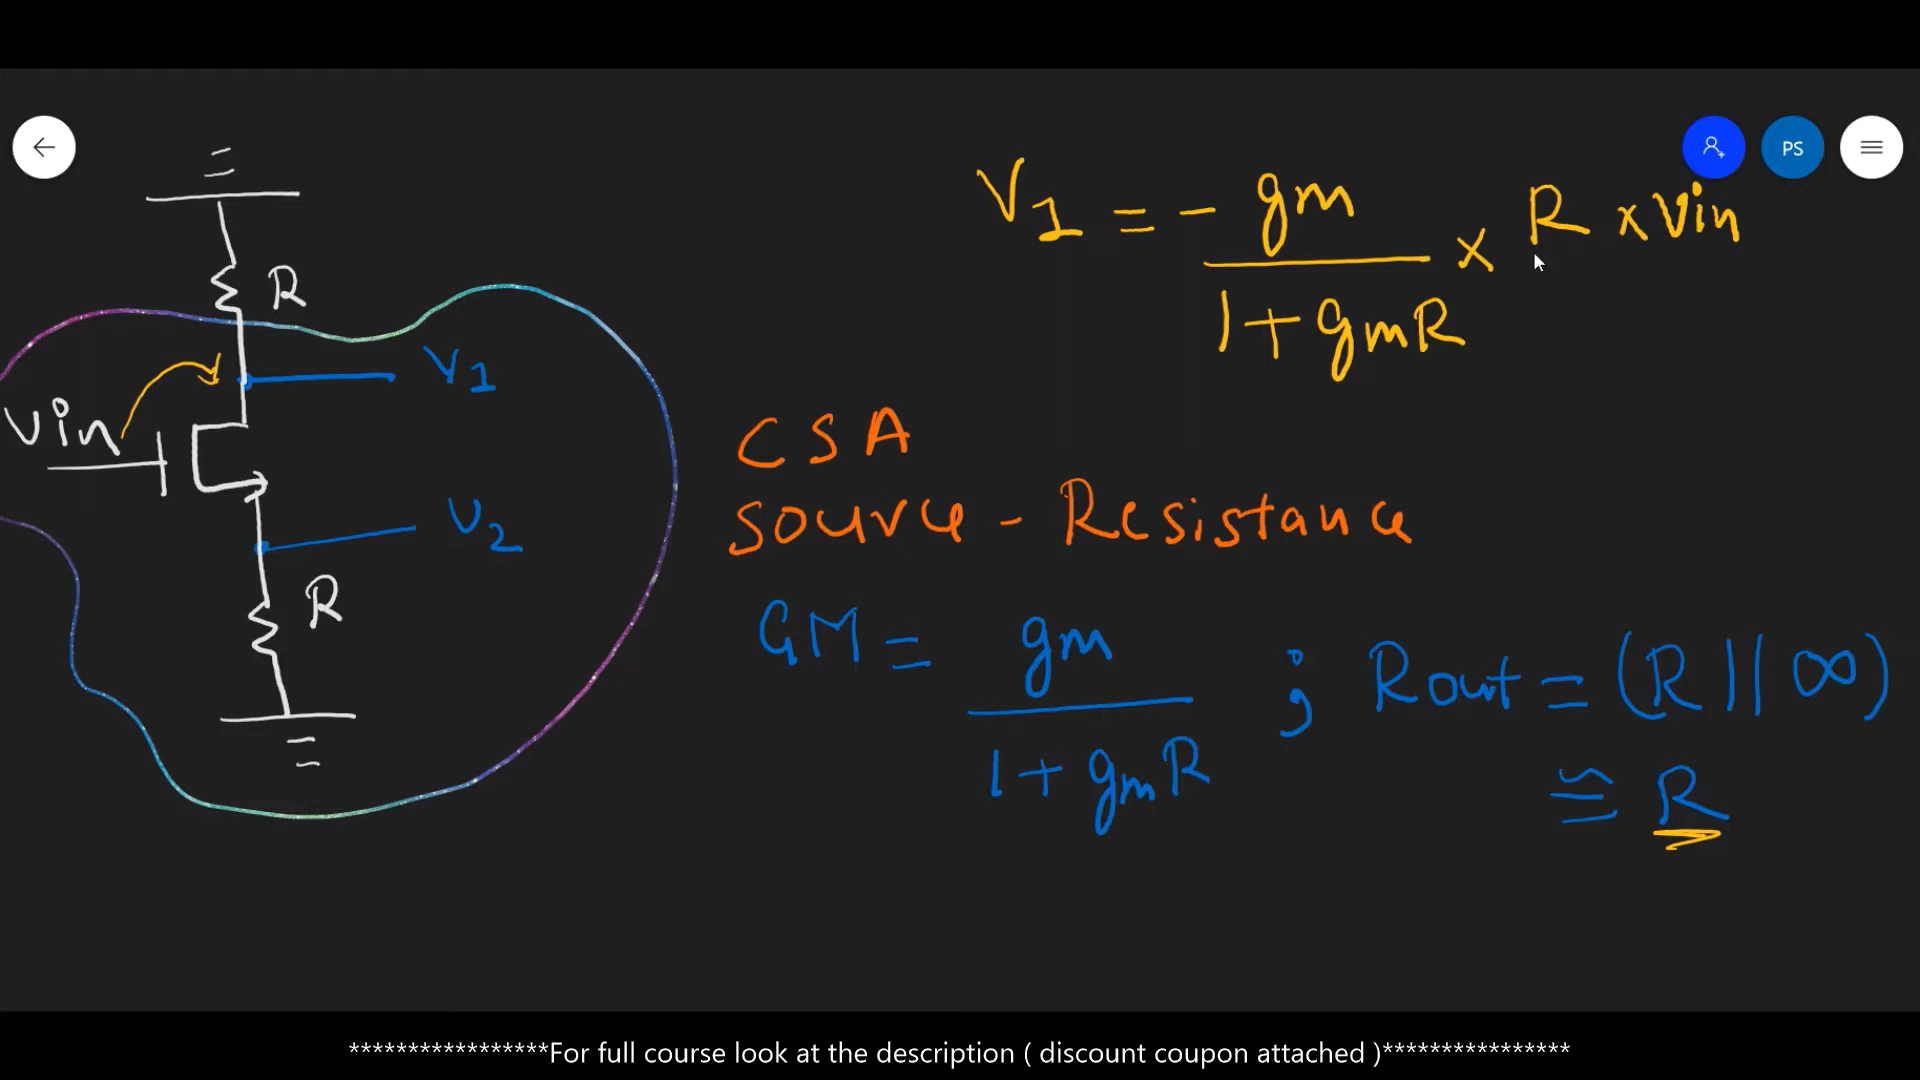 PS
V1 = - gm / 1 + gmR × R × Vin
R
V1
Vin
CSA
Source - Resistance
V2
R
GM = gm / 1 + gmR ; Rout = (R || ∞)
≅ R
*****************For full course look at the description ( discount coupon attached )****************